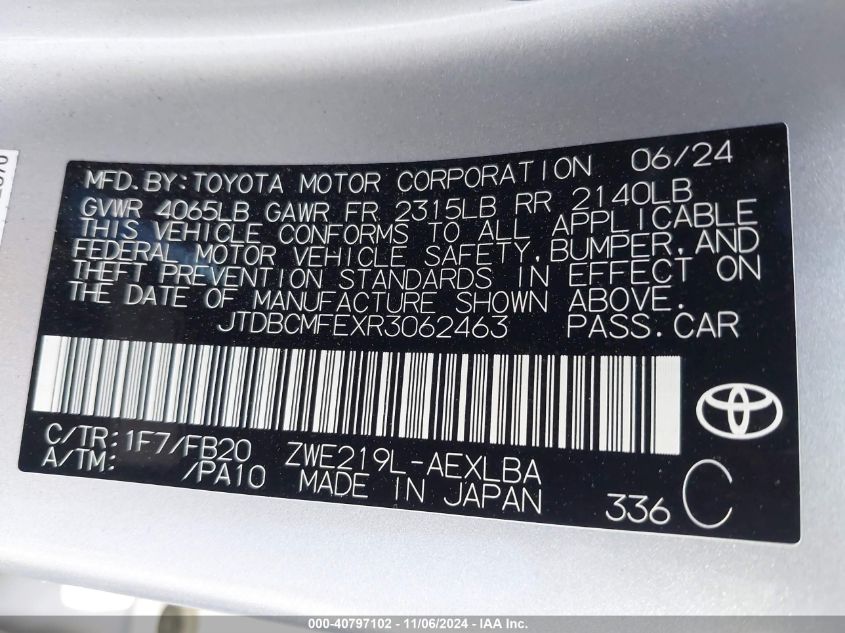 MFD.BY:TOYOTA MOTOR CORPORATION 06/24
GVWR 4065LB GAWR FR 2315LB RR 2140LB
THIS VEHICLE CONFORMS TO ALL APPLICABLE
FEDERAL MOTOR VEHICLE SAFETY,BUMPER,AND
THEFT PREVENTION STANDARDS IN EFFECT ON
THE DATE OF MANUFACTURE SHOWN ABOVE.
JTDBCMFEXR3062463 PASS.CAR
C/TR:1F7/FB20 ZWE219L-AEXLBA
A/TM: /PA10 MADE IN JAPAN 336 C
000-40797102 - 11/06/2024 - IAA Inc.